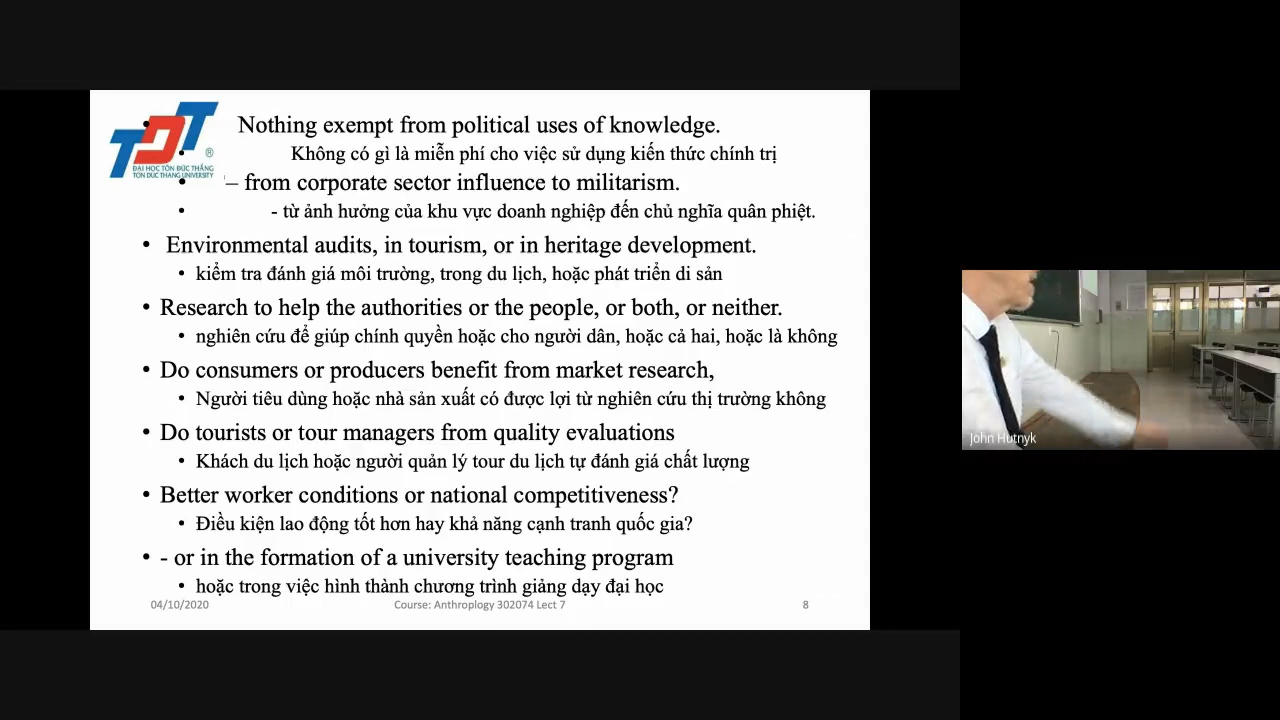 TDT
®
ĐẠI HỌC TÔN ĐỨC THẮNG
TON DUC THANG UNIVERSITY
• Nothing exempt from political uses of knowledge.
• Không có gì là miễn phí cho việc sử dụng kiến thức chính trị
• – from corporate sector influence to militarism.
• - từ ảnh hưởng của khu vực doanh nghiệp đến chủ nghĩa quân phiệt.
• Environmental audits, in tourism, or in heritage development.
• kiểm tra đánh giá môi trường, trong du lịch, hoặc phát triển di sản
• Research to help the authorities or the people, or both, or neither.
• nghiên cứu để giúp chính quyền hoặc cho người dân, hoặc cả hai, hoặc là không
• Do consumers or producers benefit from market research,
• Người tiêu dùng hoặc nhà sản xuất có được lợi từ nghiên cứu thị trường không
• Do tourists or tour managers from quality evaluations
• Khách du lịch hoặc người quản lý tour du lịch tự đánh giá chất lượng
• Better worker conditions or national competitiveness?
• Điều kiện lao động tốt hơn hay khả năng cạnh tranh quốc gia?
• - or in the formation of a university teaching program
• hoặc trong việc hình thành chương trình giảng dạy đại học
04/10/2020 Course: Anthroplogy 302074 Lect 7 8
John Hutnyk